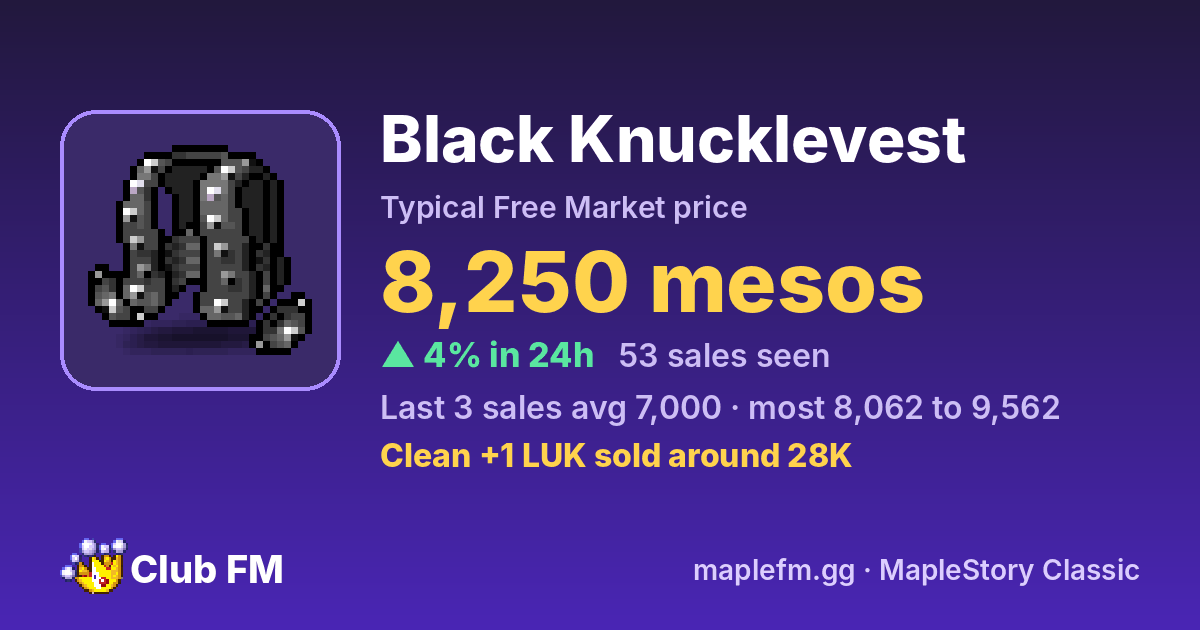 Black Knucklevest
Typical Free Market price
8,250 mesos
▲ 4% in 24h 53 sales seen
Last 3 sales avg 7,000 · most 8,062 to 9,562
Clean +1 LUK sold around 28K
Club FM
maplefm.gg · MapleStory Classic